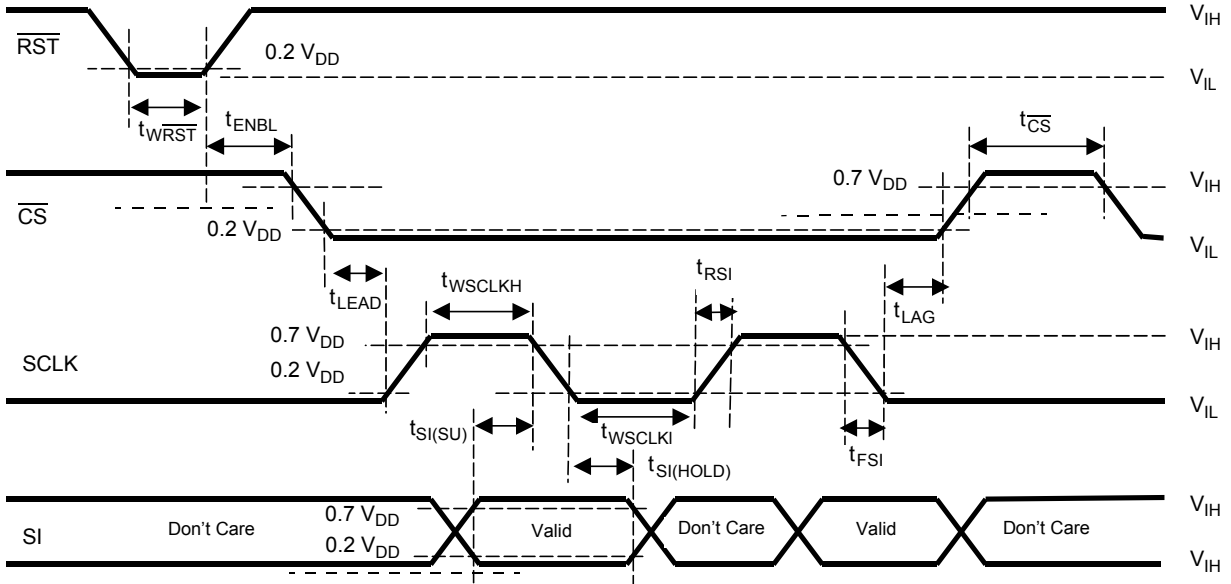 VIH
RST
0.2 VDD
VIL
tWRST
tENBL
tCS
0.7 VDD
VIH
CS
0.2 VDD
VIL
tRSI
tWSCLKH
tLEAD
tLAG
0.7 VDD
VIH
SCLK
0.2 VDD
VIL
tSI(SU)
tWSCLKl
tFSI
tSI(HOLD)
VIH
0.7 VDD
SI
Don't Care
Valid
Don't Care
Valid
Don't Care
0.2 VDD
VIH